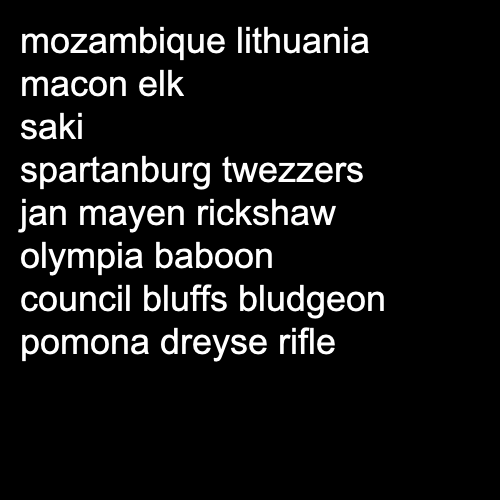 mozambique lithuania
macon elk
saki
spartanburg twezzers
jan mayen rickshaw
olympia baboon
council bluffs bludgeon
pomona dreyse rifle